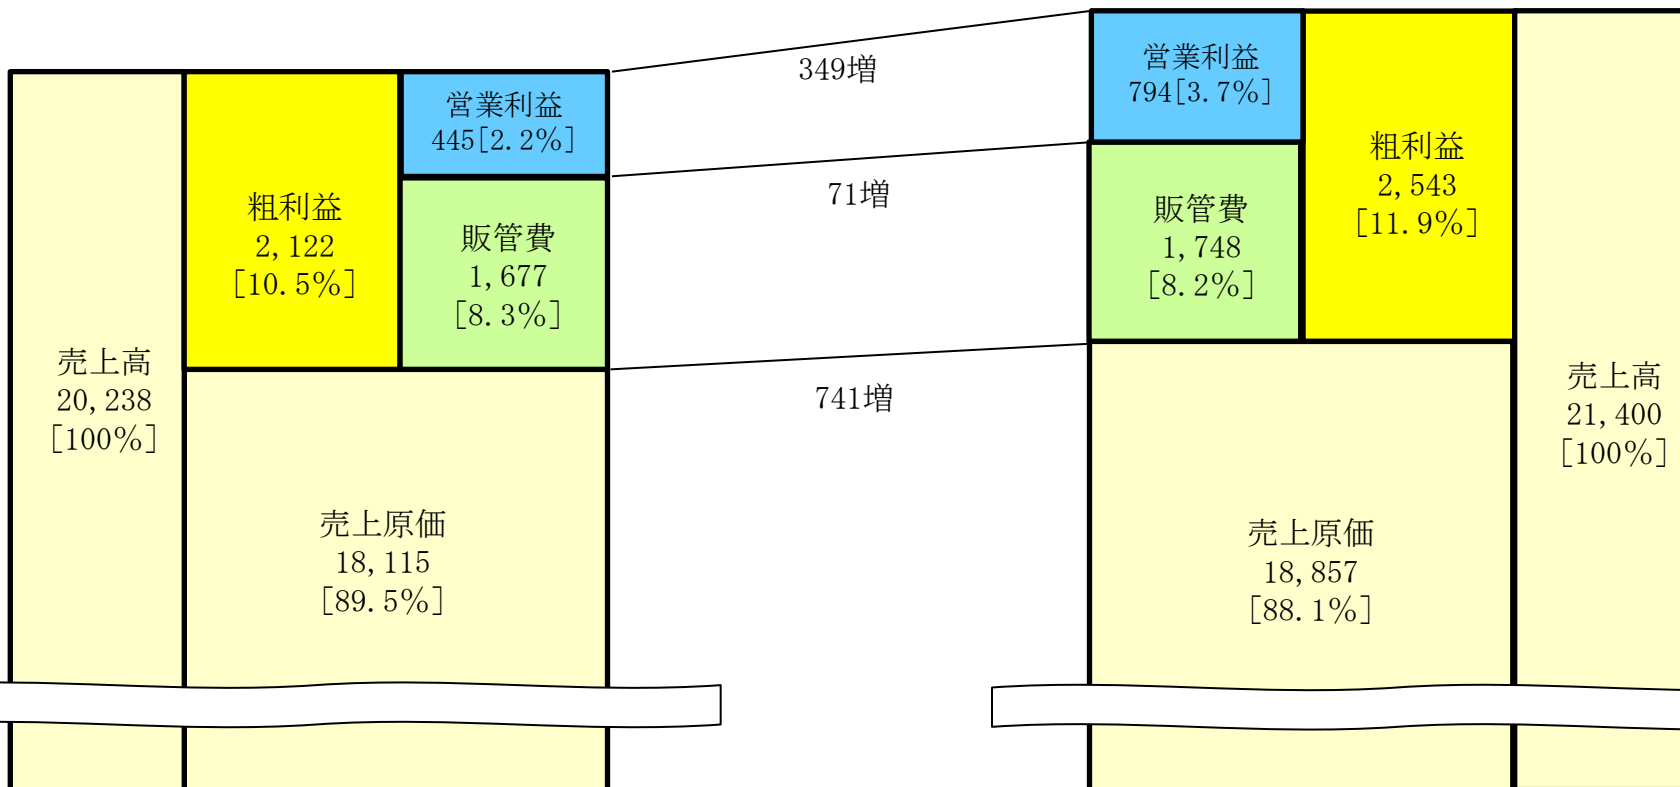 売上高
20,238
[100%]
粗利益
2,122
[10.5%]
営業利益
445[2.2%]
販管費
1,677
[8.3%]
売上原価
18,115
[89.5%]
349増
71増
741増
営業利益
794[3.7%]
販管費
1,748
[8.2%]
粗利益
2,543
[11.9%]
売上原価
18,857
[88.1%]
売上高
21,400
[100%]